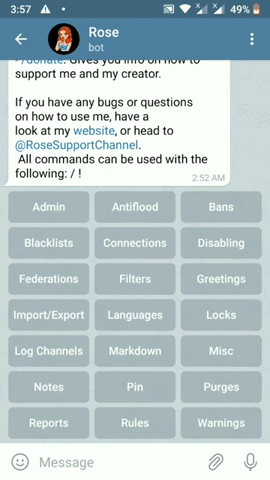 3:57
49%
Rose
bot
/donate: Gives you info on how to
support me and my creator.
If you have any bugs or questions
on how to use me, have a
look at my website, or head to
@RoseSupportChannel.
All commands can be used with the
following: / !
2:52 AM
Admin Antiflood Bans
Blacklists Connections Disabling
Federations Filters Greetings
Import/Export Languages Locks
Log Channels Markdown Misc
Notes Pin Purges
Reports Rules Warnings
Message